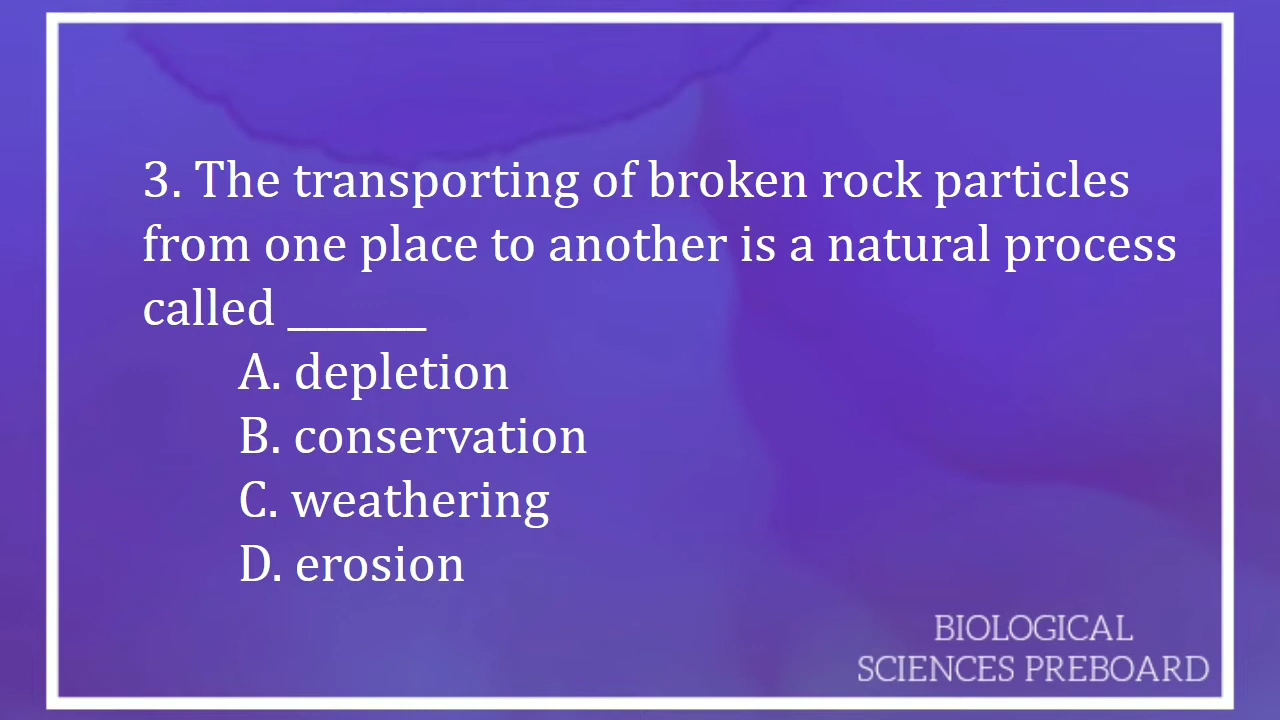 3. The transporting of broken rock particles
from one place to another is a natural process
called _______
A. depletion
B. conservation
C. weathering
D. erosion
BIOLOGICAL
SCIENCES PREBOARD